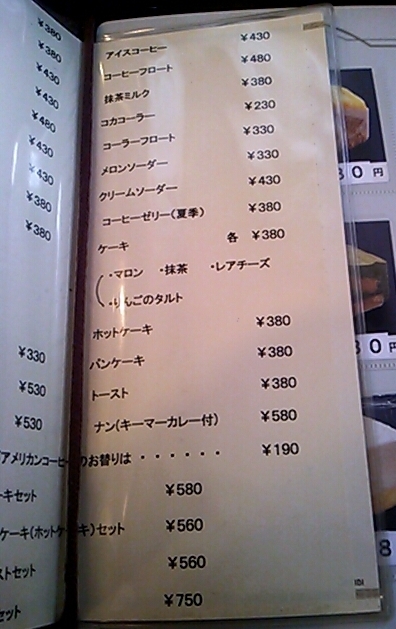 ¥380
¥380
¥430
¥430
¥480
¥430
¥430
¥380
¥380
¥330
¥530
¥530
アイスコーヒー ¥430
コーヒーフロート ¥480
抹茶ミルク ¥380
コカコーラー ¥230
コーラーフロート ¥330
メロンソーダー ¥330
クリームソーダー ¥430
コーヒーゼリー(夏季) ¥380
ケーキ 各 ¥380
(・マロン ・抹茶 ・レアチーズ
・りんごのタルト
ホットケーキ ¥380
パンケーキ ¥380
トースト ¥380
ナン(キーマーカレー付) ¥580
アメリカンコーヒー のお替りは ・・・・・・ ¥190
ーキセット ¥580
ケーキ(ホットケーキ)セット ¥560
ストセット ¥560
セット ¥750
80円
80円
8